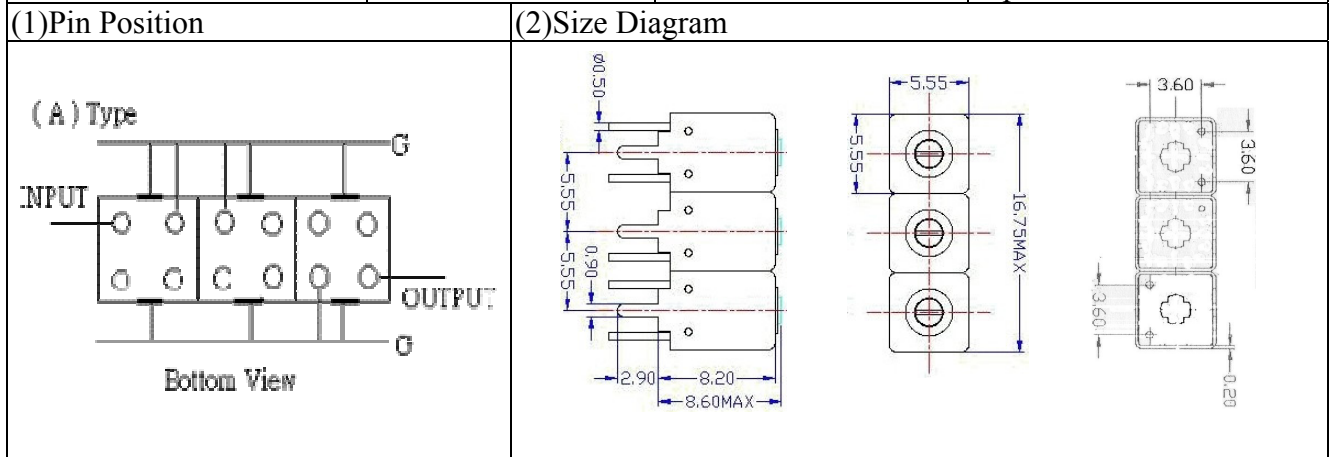 (1)Pin Position
(2)Size Diagram
( A ) Type
G
INPUT
OUTPUT
G
Bottom View
ø0.50
5.55
5.55
0.90
2.90
8.20
8.60MAX
5.55
5.55
16.75MAX
3.60
3.60
3.60
0.20